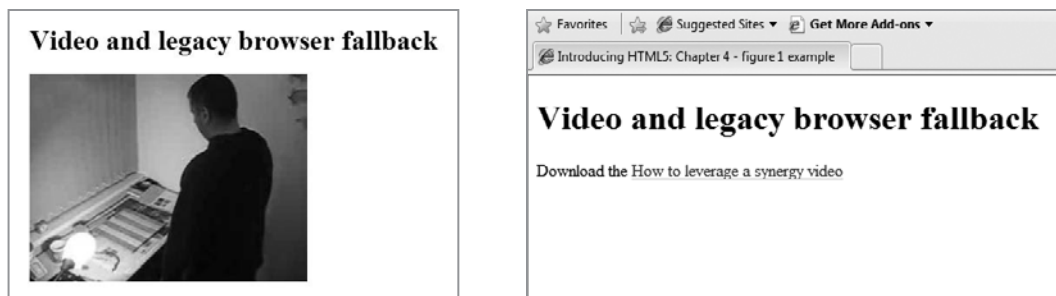 Video and legacy browser fallback
Favorites Suggested Sites Get More Add-ons
Introducing HTML5: Chapter 4 - figure 1 example
Video and legacy browser fallback
Download the How to leverage a synergy video